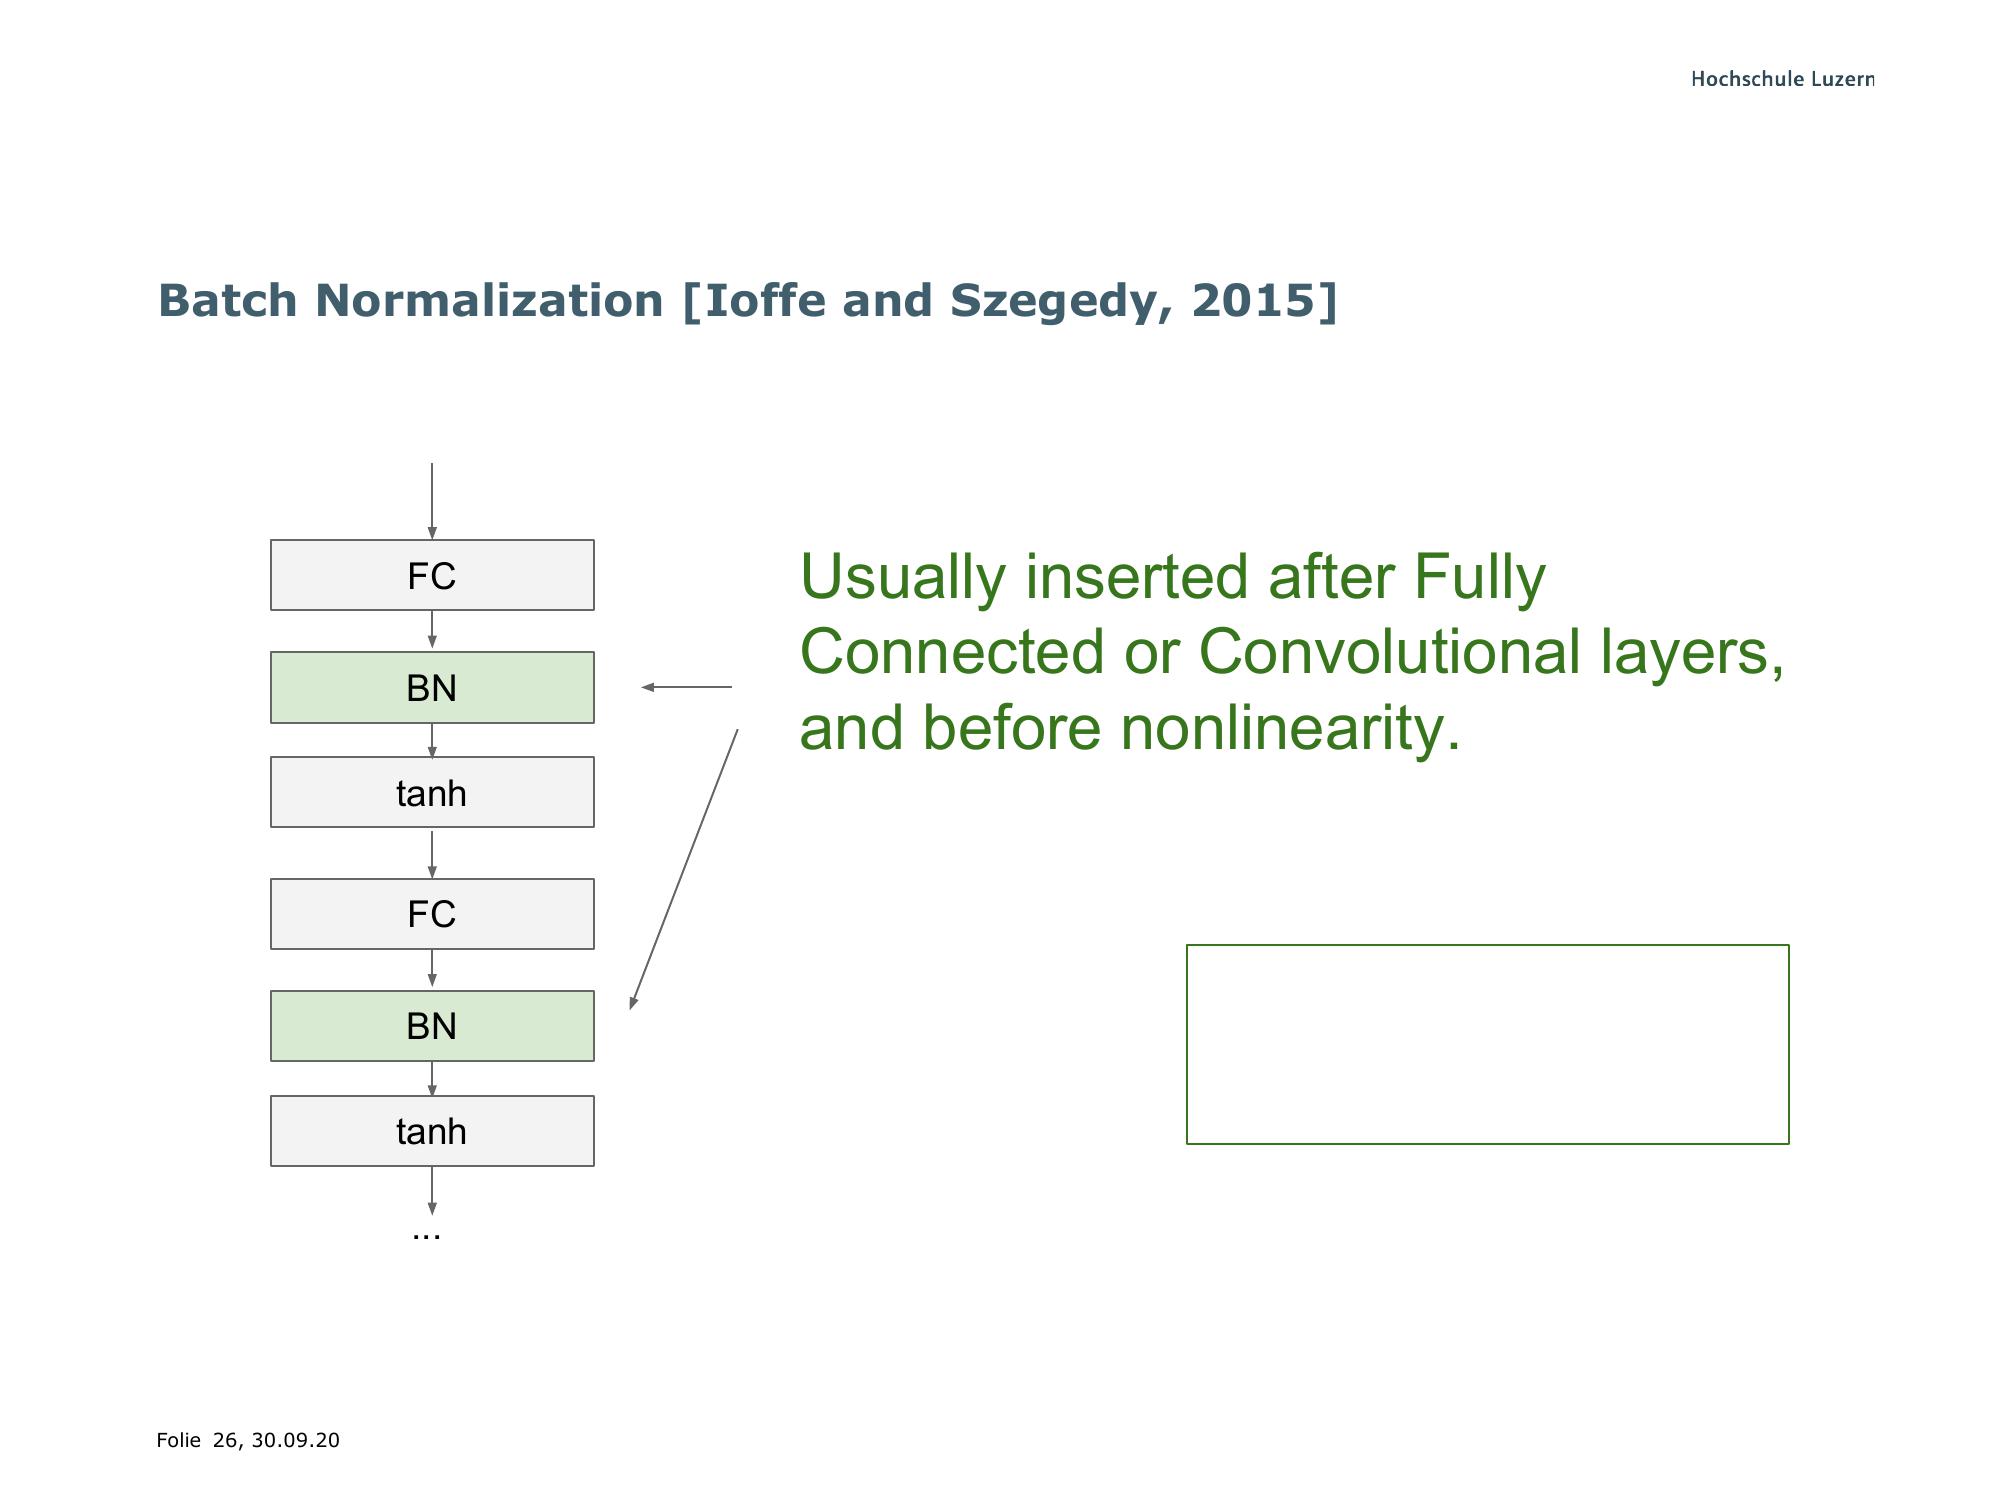 Hochschule Luzern
Batch Normalization [Ioffe and Szegedy, 2015]
FC
BN
tanh
FC
BN
tanh
...
Usually inserted after Fully
Connected or Convolutional layers,
and before nonlinearity.
Folie 26, 30.09.20